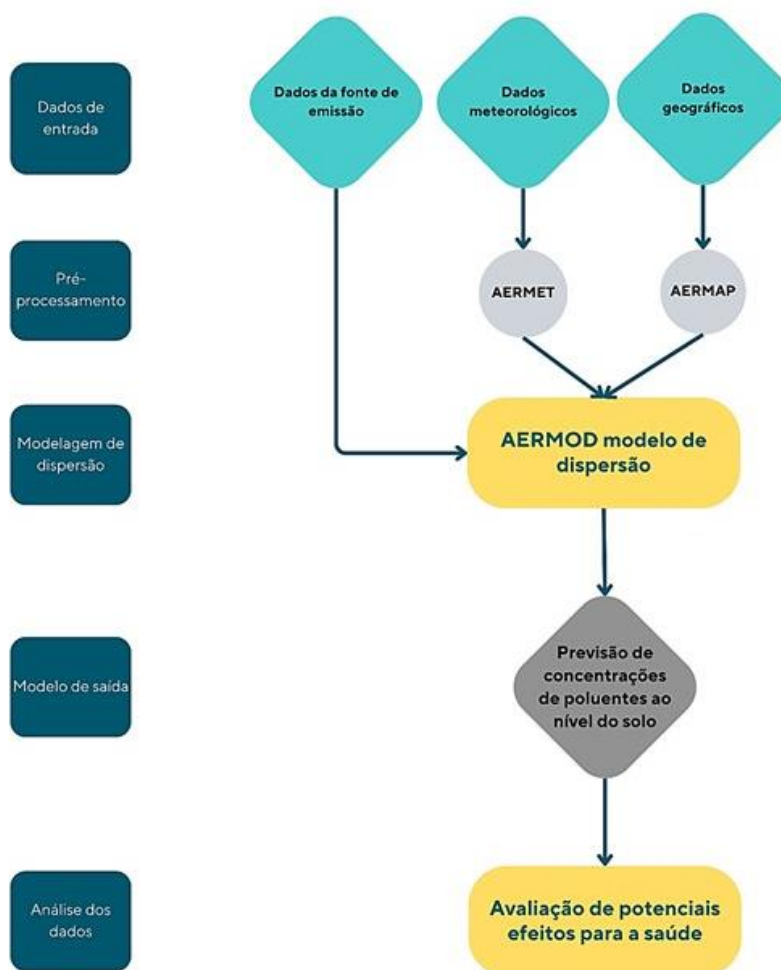 Dados de
entrada
Dados da fonte de
emissão
Dados
meteorológicos
Dados
geográficos
Pré-
processamento
AERMET
AERMAP
Modelagem de
dispersão
AERMOD modelo de
dispersão
Modelo de saída
Previsão de
concentrações
de poluentes ao
nível do solo
Análise dos
dados
Avaliação de potenciais
efeitos para a saúde